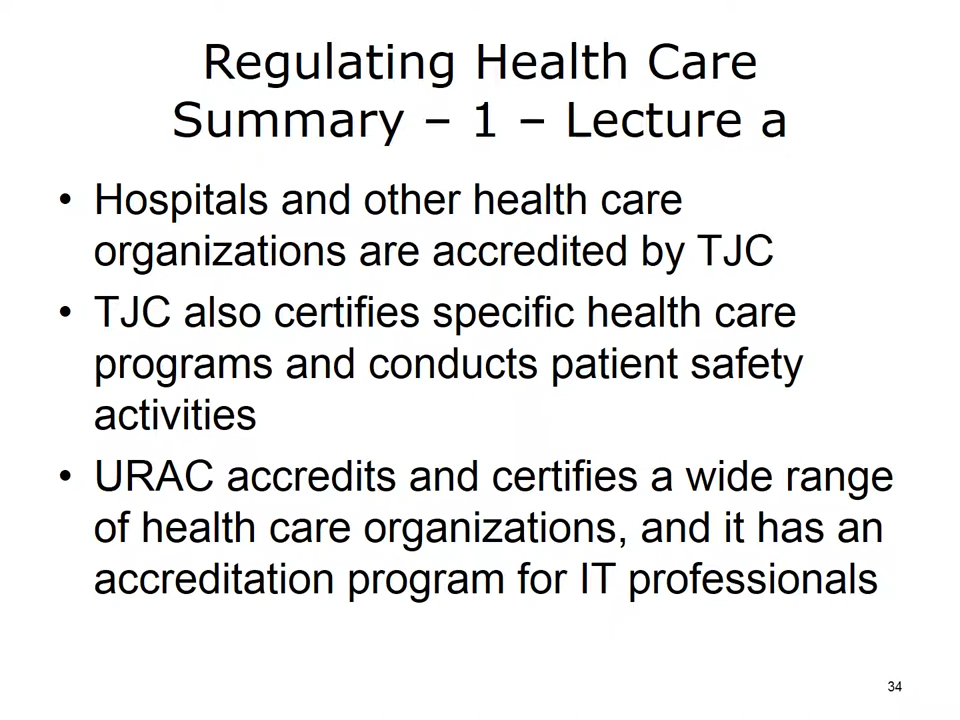 Regulating Health Care
Summary – 1 – Lecture a
• Hospitals and other health care
organizations are accredited by TJC
• TJC also certifies specific health care
programs and conducts patient safety
activities
• URAC accredits and certifies a wide range
of health care organizations, and it has an
accreditation program for IT professionals
34